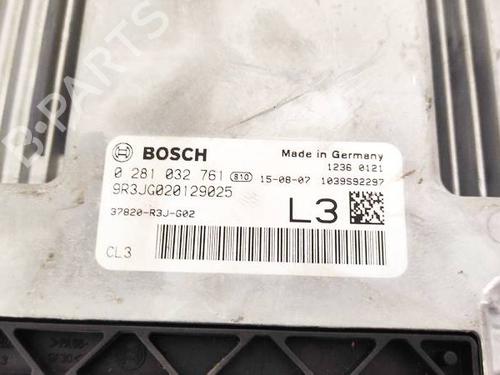 B-PARTS
BOSCH
Made in Germany
0 281 032 761 810 15-08-07
1236 0121
1039S92297
9R3JG020129025
37820-R3J-G02
L3
CL3